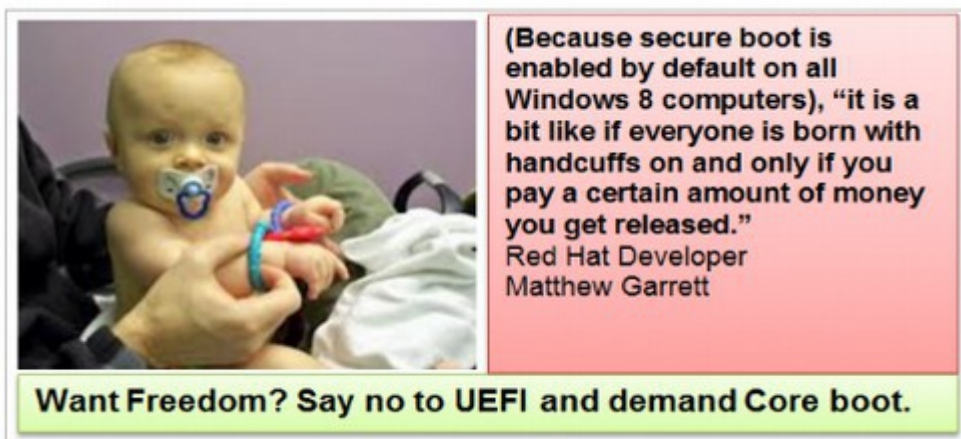 (Because secure boot is
enabled by default on all
Windows 8 computers), “it is a
bit like if everyone is born with
handcuffs on and only if you
pay a certain amount of money
you get released.”
Red Hat Developer
Matthew Garrett
Want Freedom? Say no to UEFI and demand Core boot.